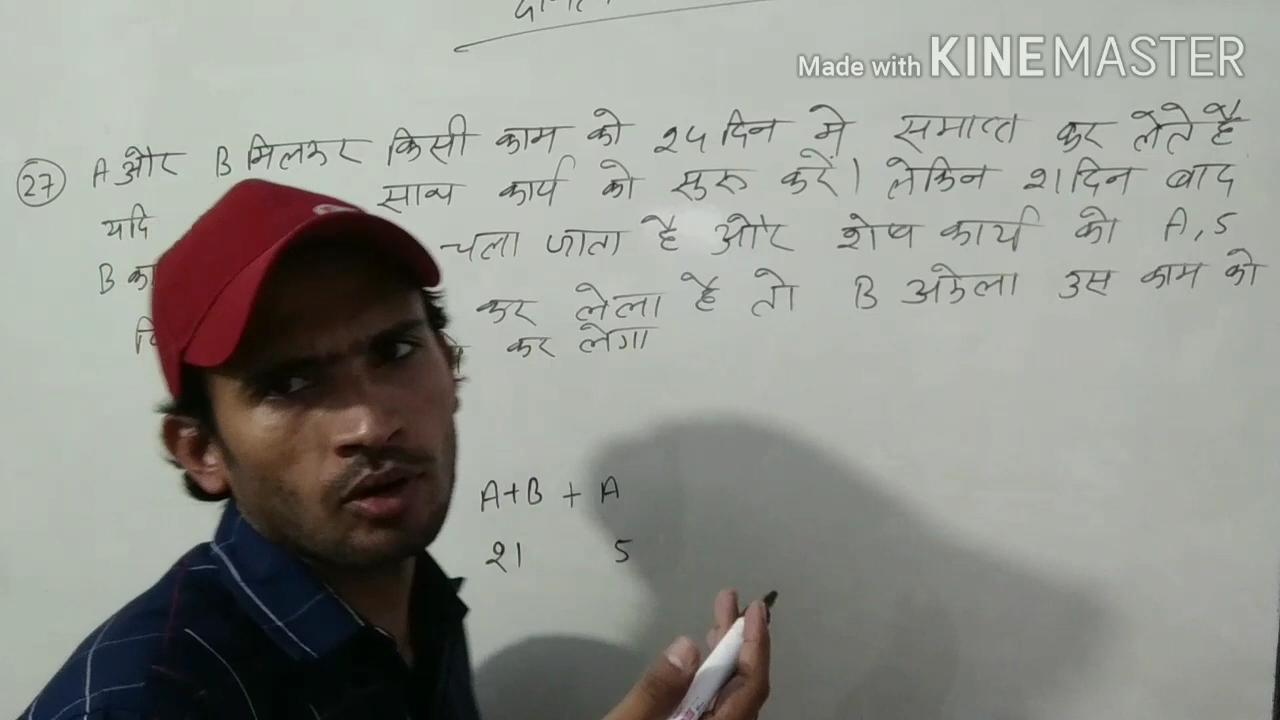 Made with KINEMASTER
27 A और B मिलकर किसी काम को 24 दिन मे समाप्त कर लेते है
यदि साथ कार्य को सुरू करें। लेकिन 21 दिन बाद
B का चला जाता है और शेष कार्य को A, 5
कर लेला है तो B अकेला उस काम को
कर लेगा
A+B + A
21 5